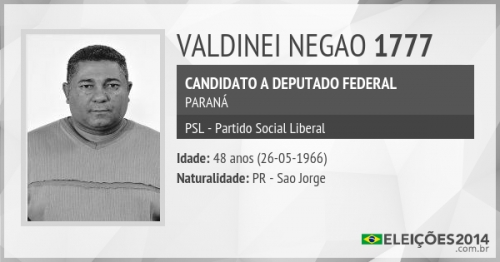 VALDINEI NEGAO 1777
CANDIDATO A DEPUTADO FEDERAL
PARANÁ
PSL - Partido Social Liberal
Idade: 48 anos (26-05-1966)
Naturalidade: PR - Sao Jorge
ELEIÇÕES2014
.com.br